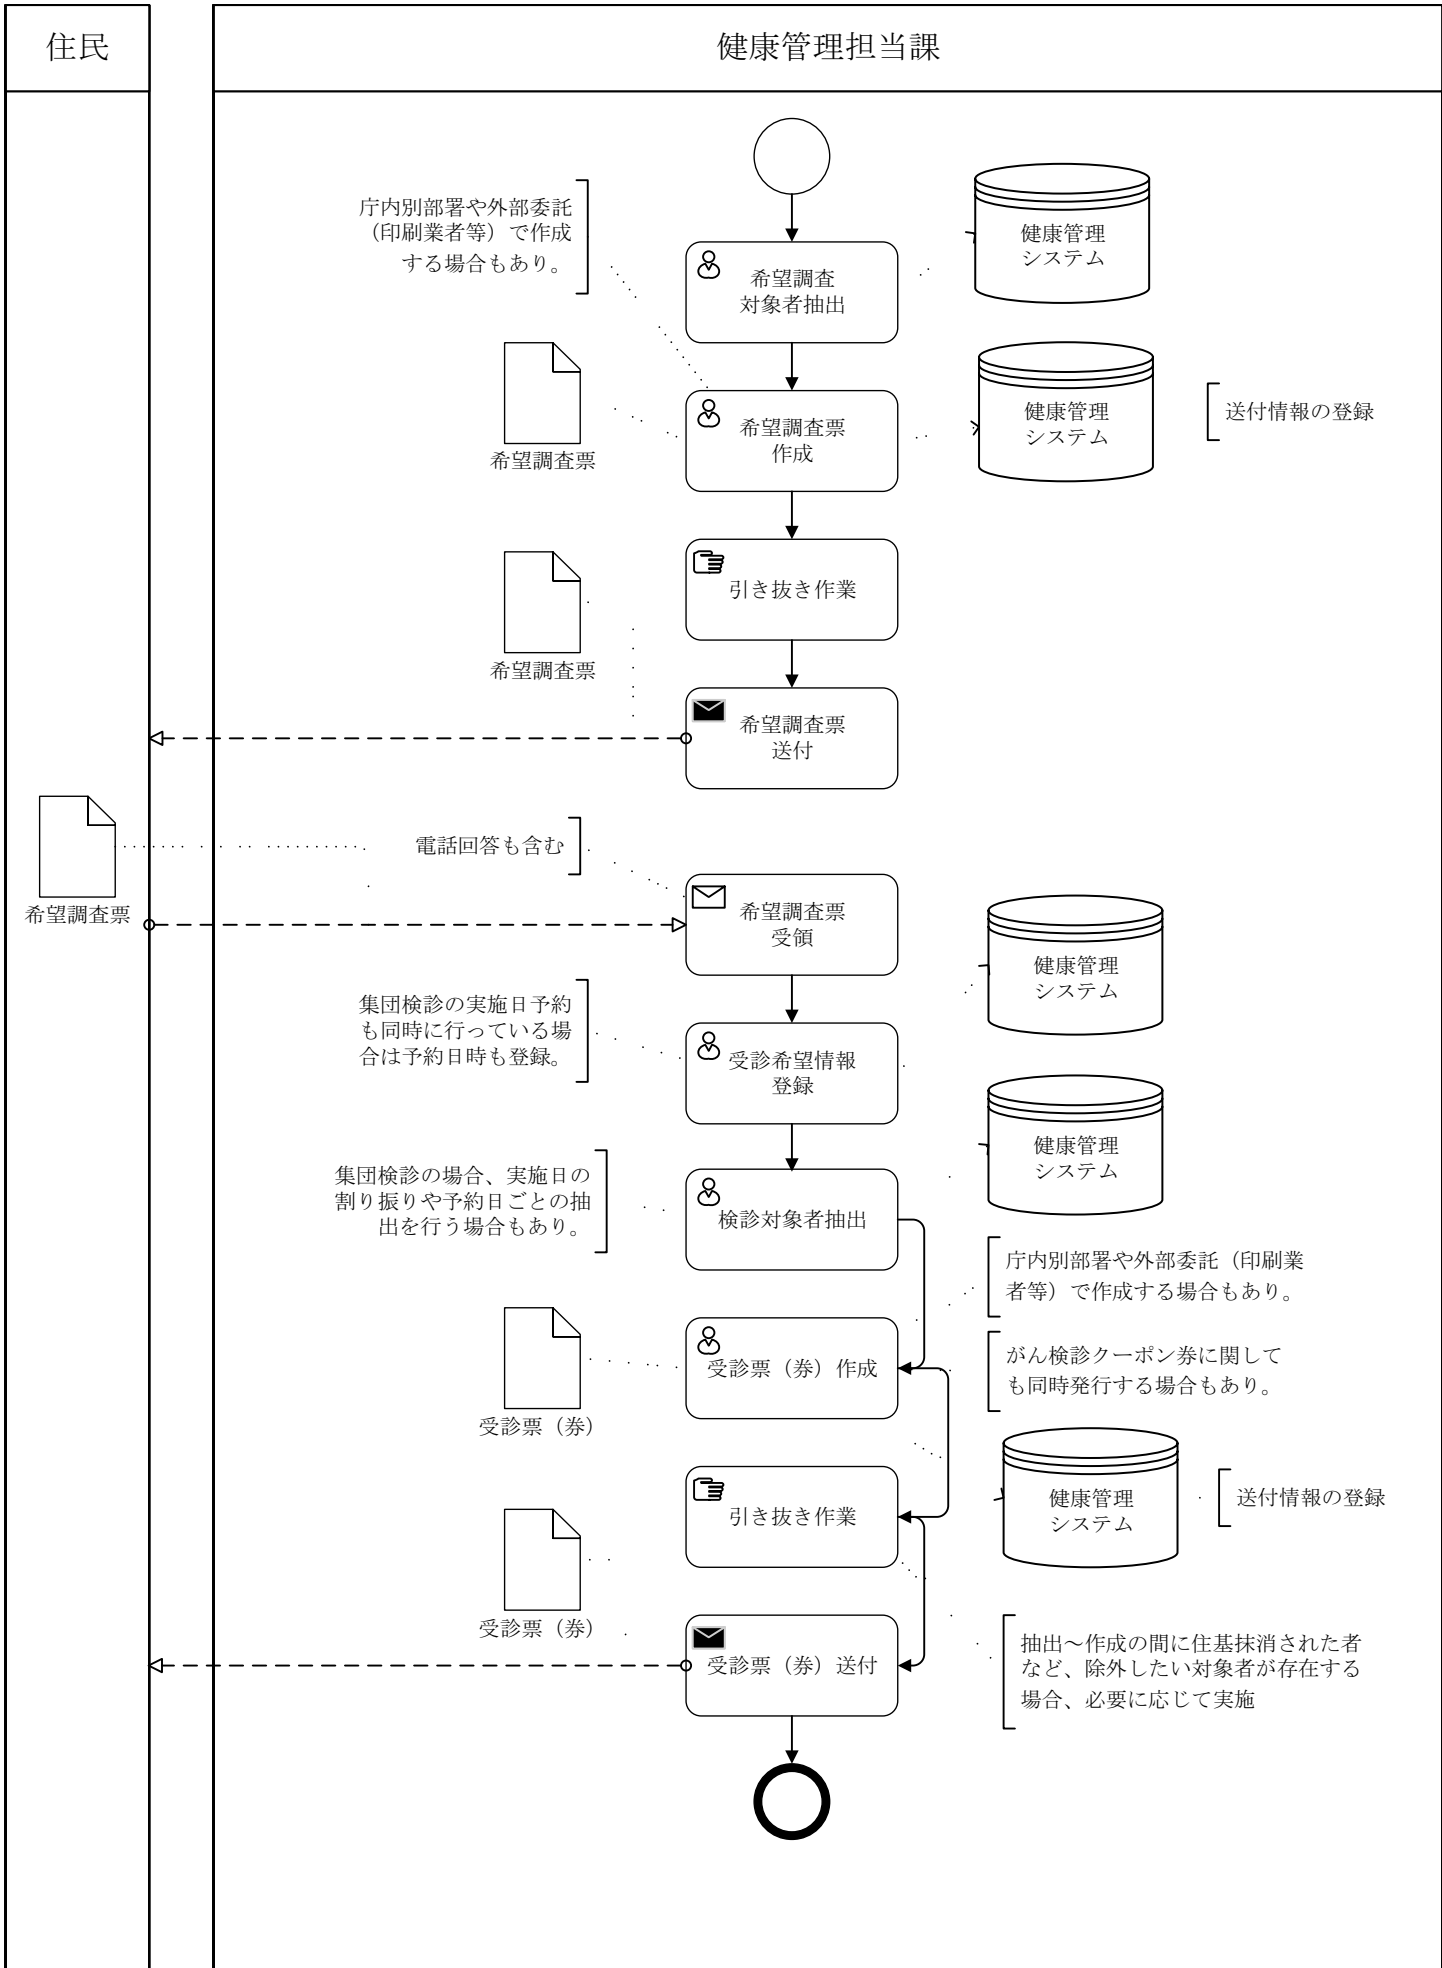 住民
健康管理担当課
庁内別部署や外部委託
（印刷業者等）で作成
する場合もあり。
希望調査
対象者抽出
健康管理
システム
希望調査票
希望調査票
作成
健康管理
システム
送付情報の登録
希望調査票
引き抜き作業
希望調査票
送付
希望調査票
電話回答も含む
希望調査票
受領
集団検診の実施日予約
も同時に行っている場
合は予約日時も登録。
受診希望情報
登録
健康管理
システム
集団検診の場合、実施日の
割り振りや予約日ごとの抽
出を行う場合もあり。
検診対象者抽出
健康管理
システム
庁内別部署や外部委託（印刷業
者等）で作成する場合もあり。
受診票（券）
受診票（券）作成
がん検診クーポン券に関して
も同時発行する場合もあり。
引き抜き作業
健康管理
システム
送付情報の登録
受診票（券）
受診票（券）送付
抽出～作成の間に住基抹消された者
など、除外したい対象者が存在する
場合、必要に応じて実施